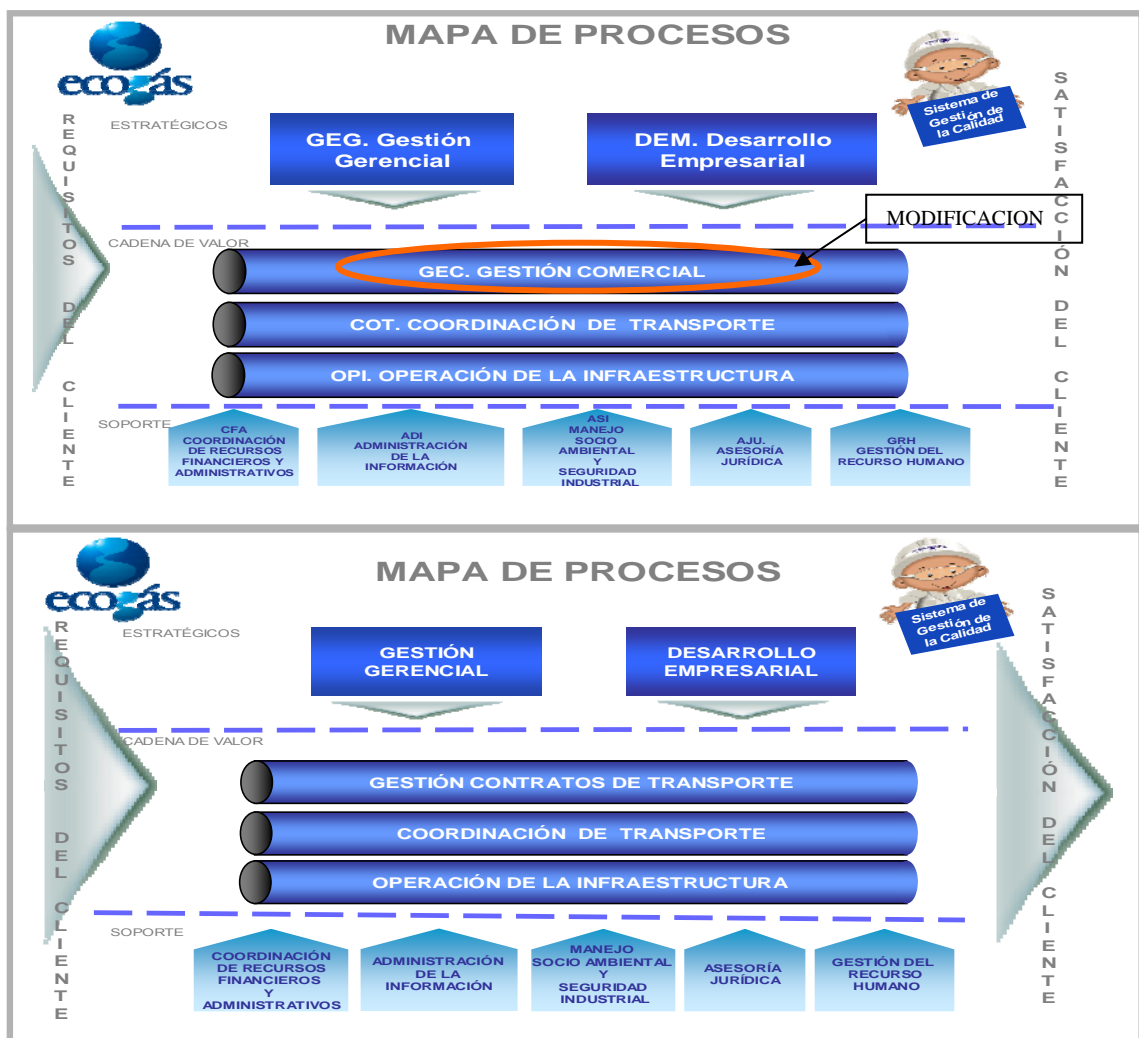 MAPA DE PROCESOS
ecogás
Sistema de
Gestión de
la Calidad
REQUISITOS DEL CLIENTE
SATISFACCIÓN DEL CLIENTE
ESTRATÉGICOS
GEG. Gestión
Gerencial
DEM. Desarrollo
Empresarial
MODIFICACION
CADENA DE VALOR
GEC. GESTIÓN COMERCIAL
COT. COORDINACIÓN DE TRANSPORTE
OPI. OPERACIÓN DE LA INFRAESTRUCTURA
SOPORTE
CFA
COORDINACIÓN
DE RECURSOS
FINANCIEROS Y
ADMINISTRATIVOS
ADI
ADMINISTRACIÓN
DE LA
INFORMACIÓN
ASI
MANEJO
SOCIO
AMBIENTAL
Y
SEGURIDAD
INDUSTRIAL
AJU.
ASESORÍA
JURÍDICA
GRH
GESTIÓN DEL
RECURSO HUMANO
MAPA DE PROCESOS
ecogás
Sistema de
Gestión de
la Calidad
REQUISITOS DEL CLIENTE
SATISFACCIÓN DEL CLIENTE
ESTRATÉGICOS
GESTIÓN
GERENCIAL
DESARROLLO
EMPRESARIAL
CADENA DE VALOR
GESTIÓN CONTRATOS DE TRANSPORTE
COORDINACIÓN DE TRANSPORTE
OPERACIÓN DE LA INFRAESTRUCTURA
SOPORTE
COORDINACIÓN
DE RECURSOS
FINANCIEROS
Y
ADMINISTRATIVOS
ADMINISTRACIÓN
DE LA
INFORMACIÓN
MANEJO
SOCIO AMBIENTAL
Y
SEGURIDAD
INDUSTRIAL
ASESORÍA
JURÍDICA
GESTIÓN DEL
RECURSO
HUMANO